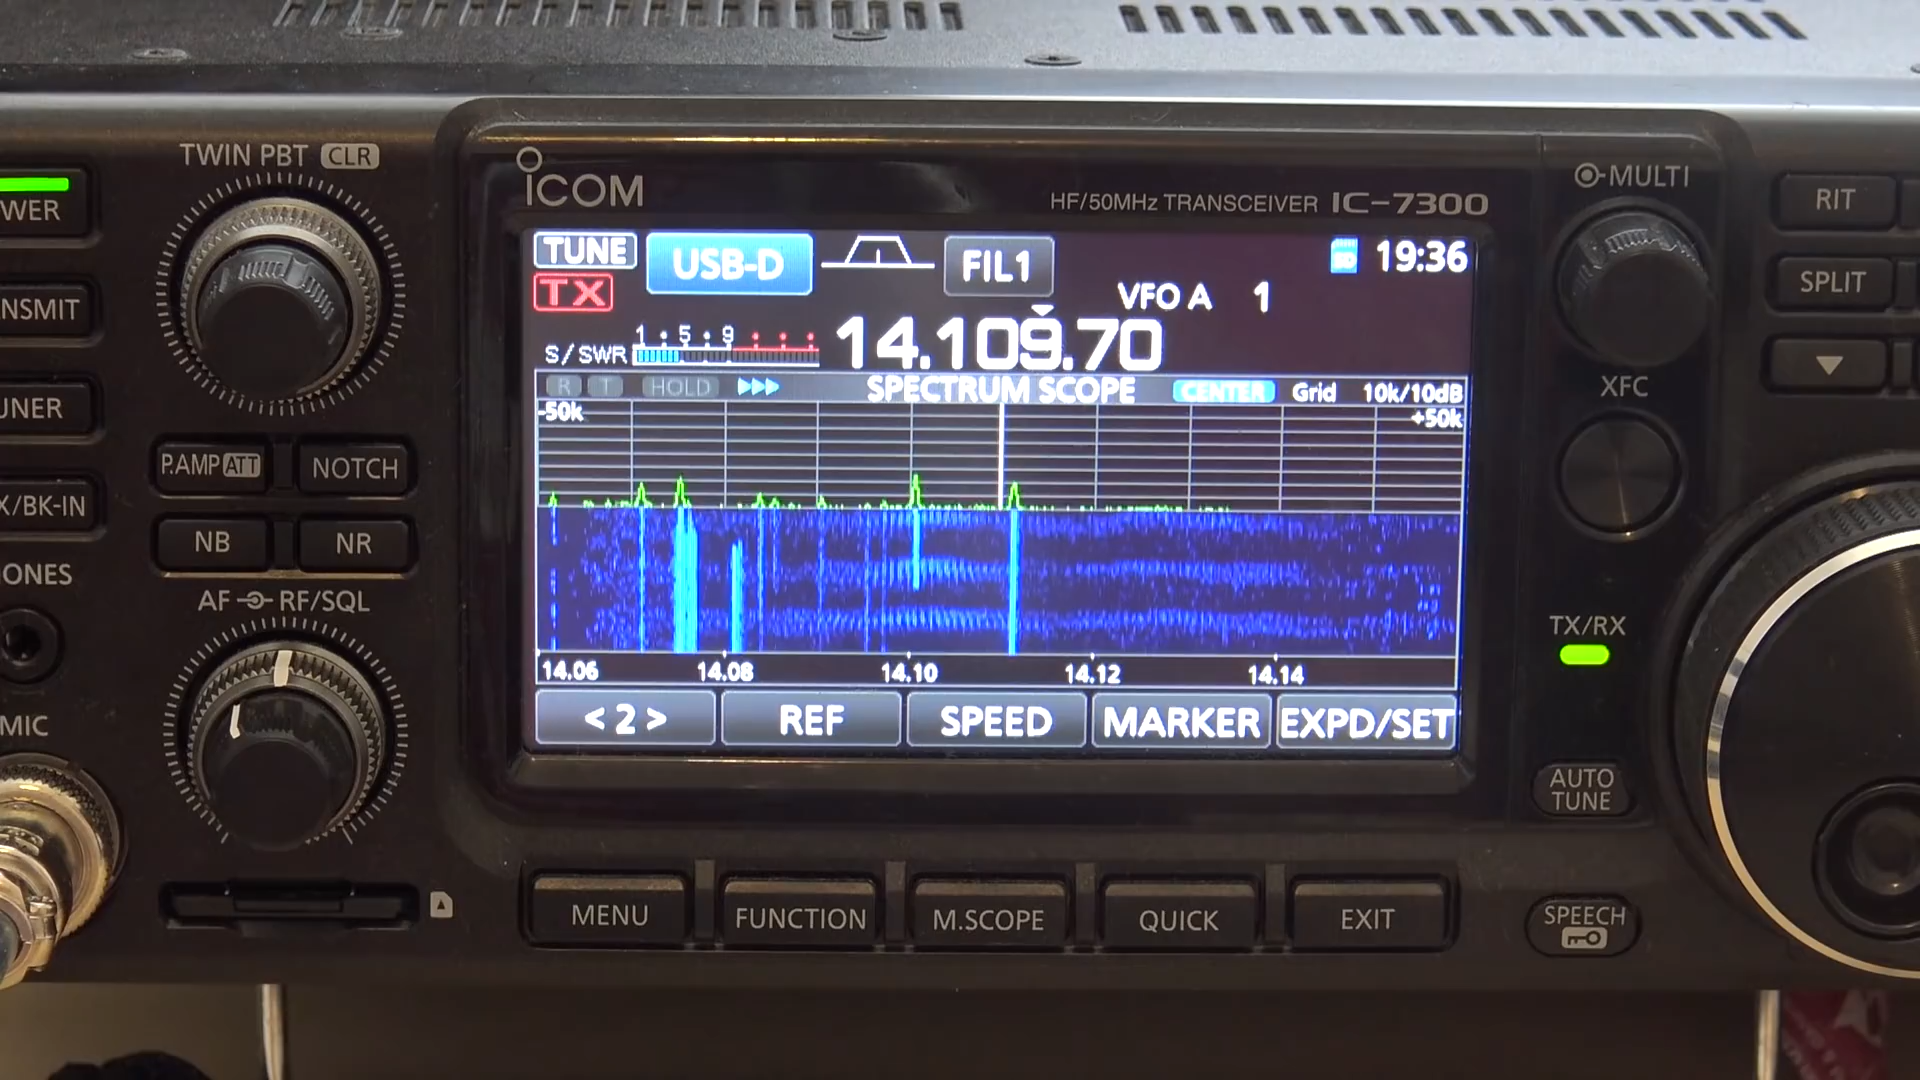 TWIN PBT CLR
WER
NSMIT
UNER
P.AMP ATT
NOTCH
X/BK-IN
NB
NR
ONES
AF RF/SQL
MIC
ICOM
HF/50MHz TRANSCEIVER IC-7300
TUNE
USB-D
FIL1
19:36
TX
VFO A 1
1 5 9
S/SWR
14.109.70
R T HOLD
SPECTRUM SCOPE
CENTER
Grid
10k/10dB
-50k
+50k
14.06 14.08 14.10 14.12 14.14
<2>
REF
SPEED
MARKER
EXPD/SET
MENU
FUNCTION
M.SCOPE
QUICK
EXIT
MULTI
RIT
SPLIT
XFC
TX/RX
AUTO
TUNE
SPEECH